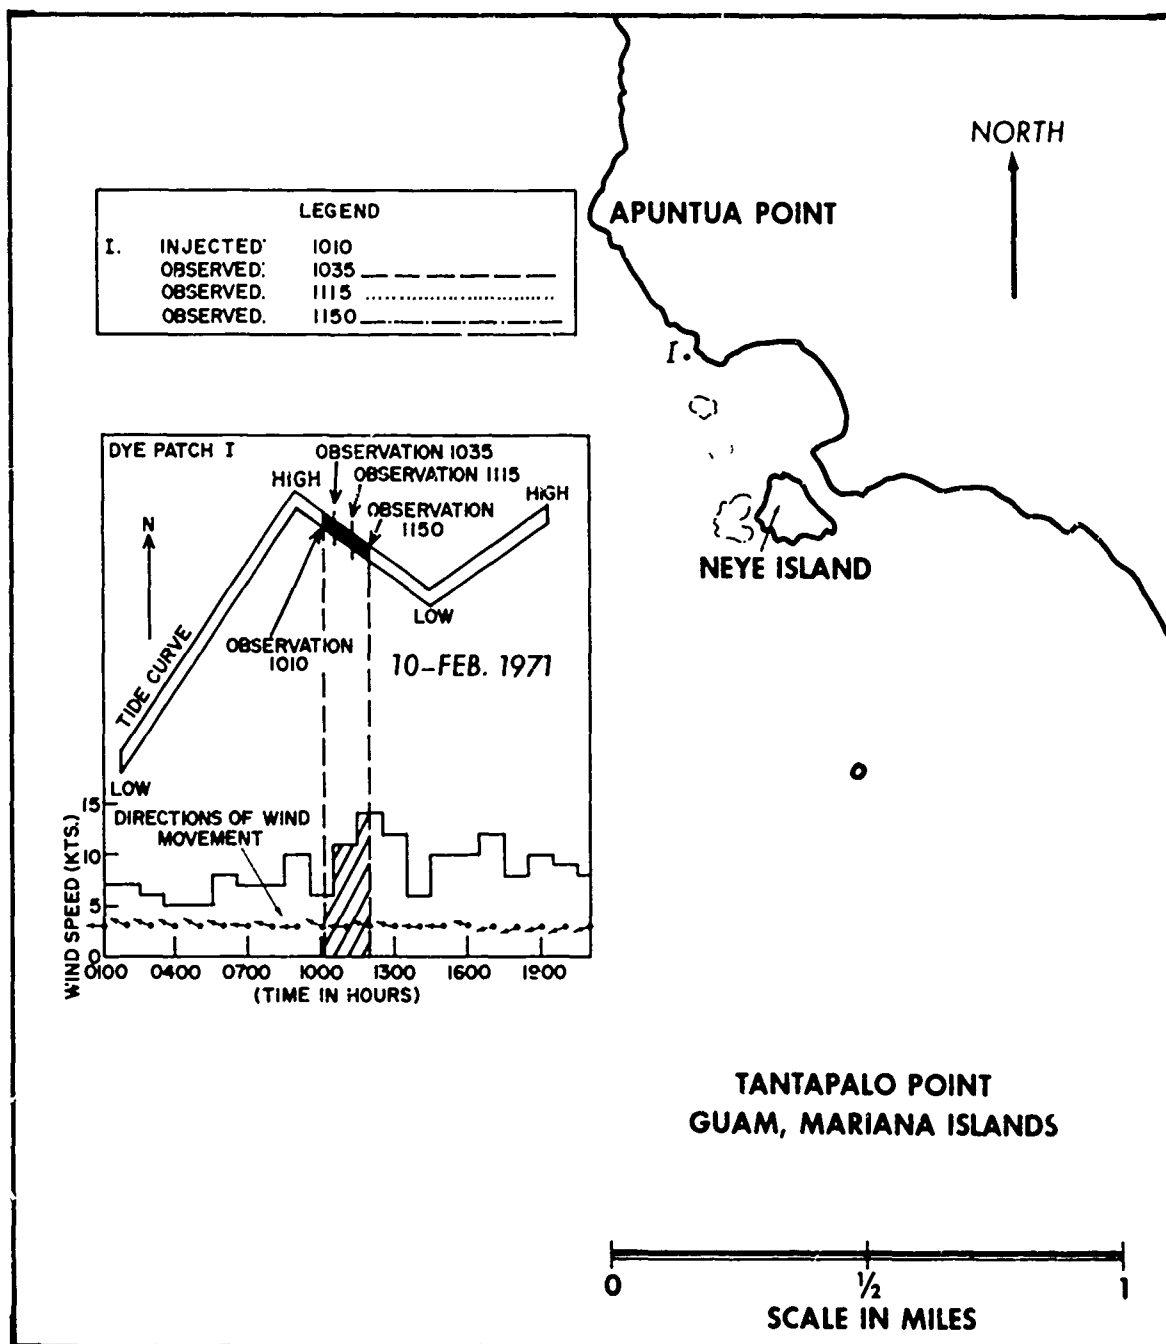 NORTH
LEGEND
I. INJECTED: 1010
OBSERVED: 1035
OBSERVED. 1115
OBSERVED. 1150
APUNTUA POINT
I
DYE PATCH I
OBSERVATION 1035
OBSERVATION 1115
HIGH
HIGH
OBSERVATION
1150
N
LOW
OBSERVATION
1010
10-FEB. 1971
TIDE CURVE
LOW
NEYE ISLAND
DIRECTIONS OF WIND
MOVEMENT
WIND SPEED (KTS.)
15
10
5
0
0100 0400 0700 1000 1300 1600 1900
(TIME IN HOURS)
TANTAPALO POINT
GUAM, MARIANA ISLANDS
0 1/2 1
SCALE IN MILES